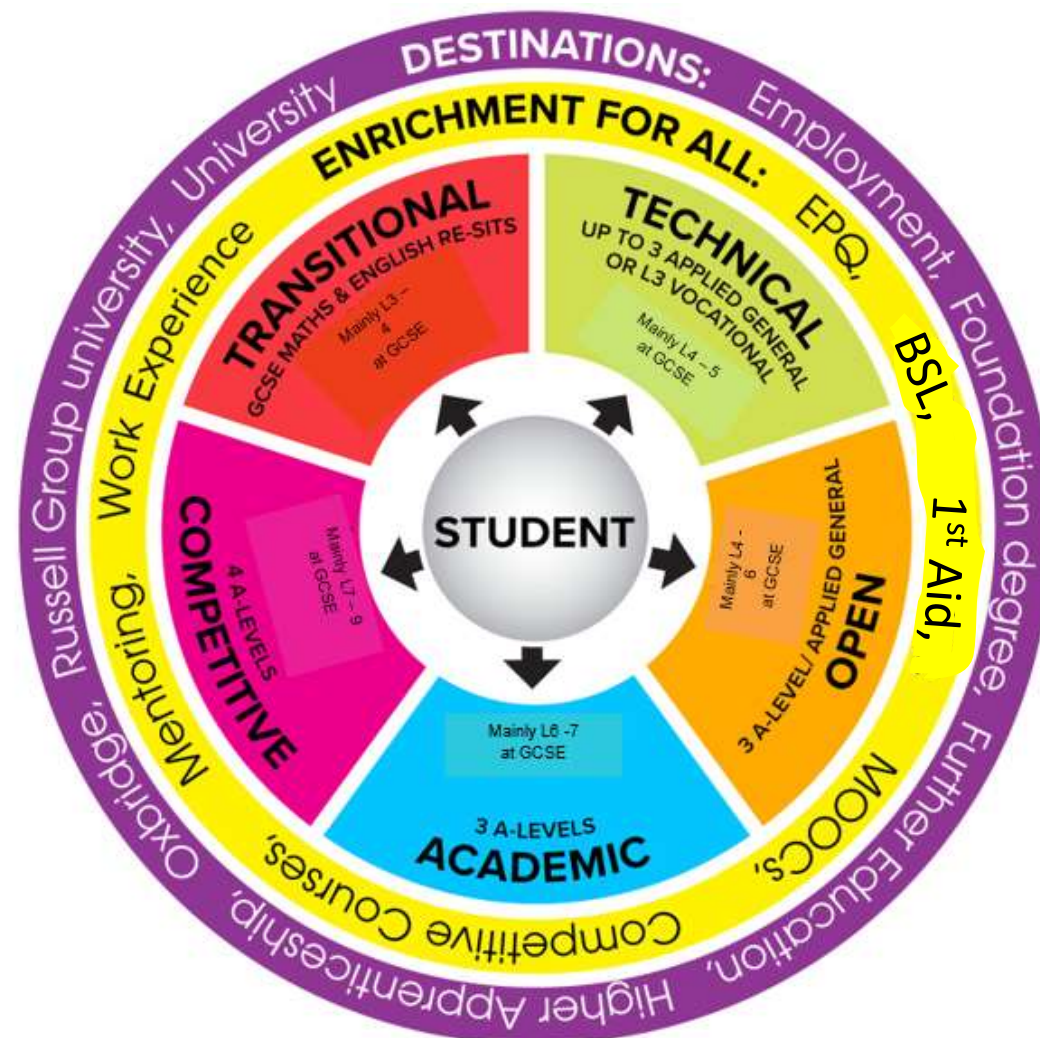 DESTINATIONS: Employment, Foundation degree, Further Education, Higher Apprenticeship, Oxbridge, Russell Group university, University
ENRICHMENT FOR ALL: EPQ, BSL, 1st Aid, MOOCs, Competitive Courses, Mentoring, Work Experience
TRANSITIONAL
GCSE MATHS & ENGLISH RE-SITS
Mainly L3 –
4
at GCSE
TECHNICAL
UP TO 3 APPLIED GENERAL
OR L3 VOCATIONAL
Mainly L4 – 5
at GCSE
OPEN
3 A-LEVEL/ APPLIED GENERAL
Mainly L4 -
6
at GCSE
Mainly L6 -7
at GCSE
3 A-LEVELS
ACADEMIC
COMPETITIVE
4 A-LEVELS
Mainly L7 – 9
at GCSE
STUDENT